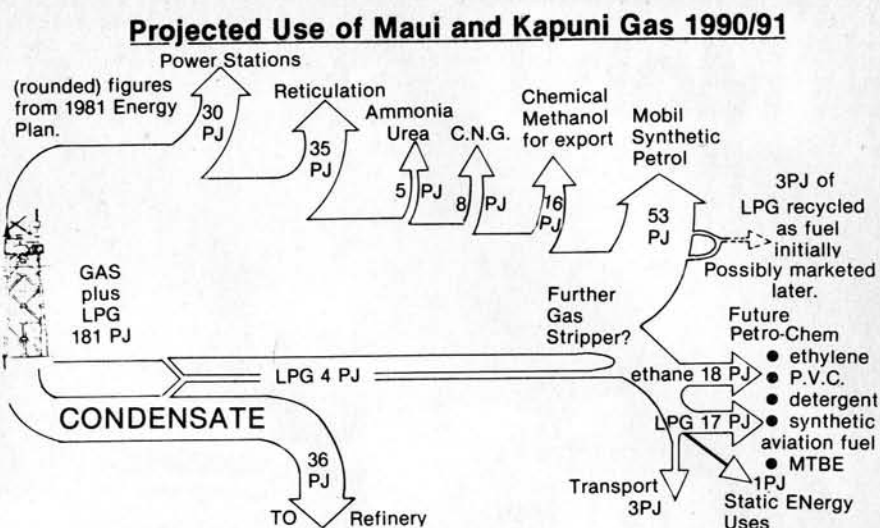 Projected Use of Maui and Kapuni Gas 1990/91
(rounded) figures
from 1981 Energy
Plan.
Power Stations
30
PJ
Reticulation
35
PJ
Ammonia
Urea
5 PJ
C.N.G.
8 PJ
Chemical
Methanol
for export
16
PJ
Mobil
Synthetic
Petrol
53
PJ
3PJ of
LPG recycled
as fuel
initially
Possibly marketed
later.
GAS
plus
LPG
181 PJ
Further
Gas
Stripper?
Future
Petro-Chem
● ethylene
● P.V.C.
● detergent
● synthetic
aviation fuel
● MTBE
ethane 18 PJ
LPG 4 PJ
LPG 17 PJ
CONDENSATE
36
PJ
TO Refinery
Transport
3PJ
1PJ
Static ENergy
Uses